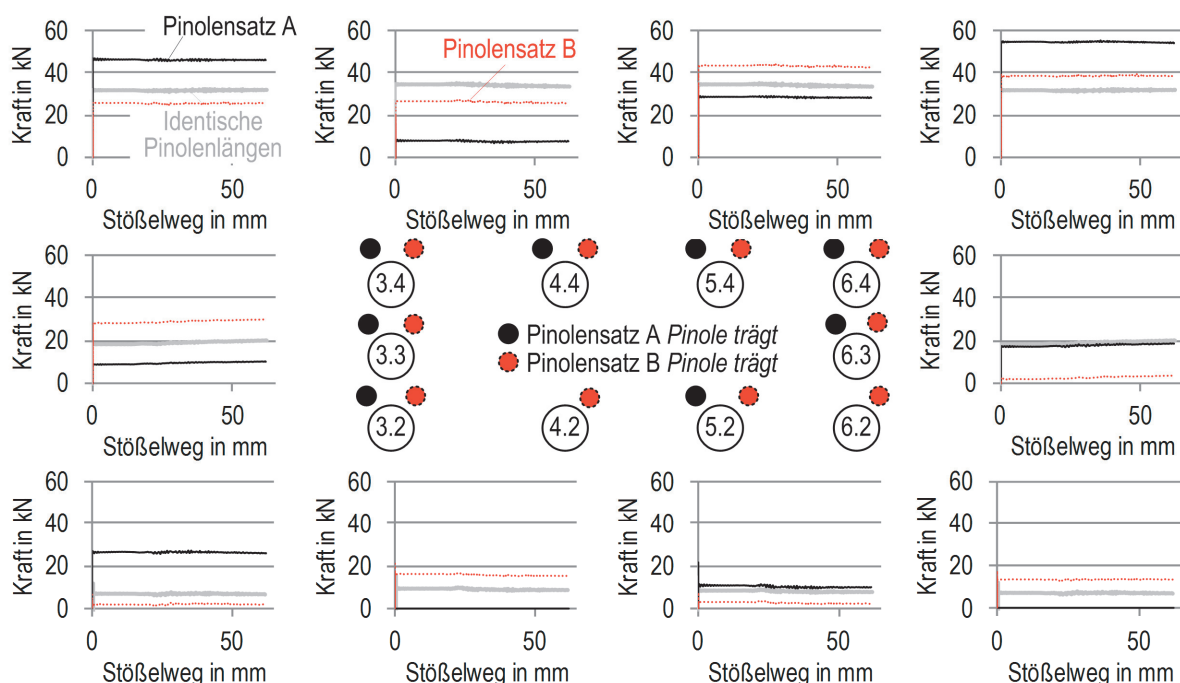 60
40
20
0
Kraft in kN
Pinolensatz A
Identische
Pinolenlängen
0
50
Stößelweg in mm
60
40
20
0
Kraft in kN
Pinolensatz B
0
50
Stößelweg in mm
60
40
20
0
Kraft in kN
0
50
Stößelweg in mm
60
40
20
0
Kraft in kN
0
50
Stößelweg in mm
60
40
20
0
Kraft in kN
0
50
Stößelweg in mm
3.4
4.4
5.4
6.4
3.3
Pinolensatz A Pinole trägt
Pinolensatz B Pinole trägt
6.3
3.2
4.2
5.2
6.2
60
40
20
0
Kraft in kN
0
50
Stößelweg in mm
60
40
20
0
Kraft in kN
0
50
Stößelweg in mm
60
40
20
0
Kraft in kN
0
50
Stößelweg in mm
60
40
20
0
Kraft in kN
0
50
Stößelweg in mm
60
40
20
0
Kraft in kN
0
50
Stößelweg in mm